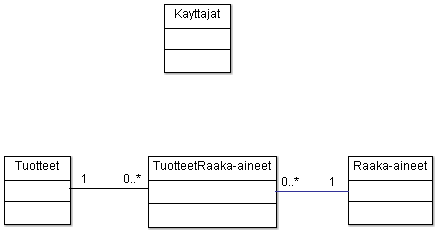 Kayttajat
Tuotteet
TuotteetRaaka-aineet
Raaka-aineet
1
0..*
0..*
1